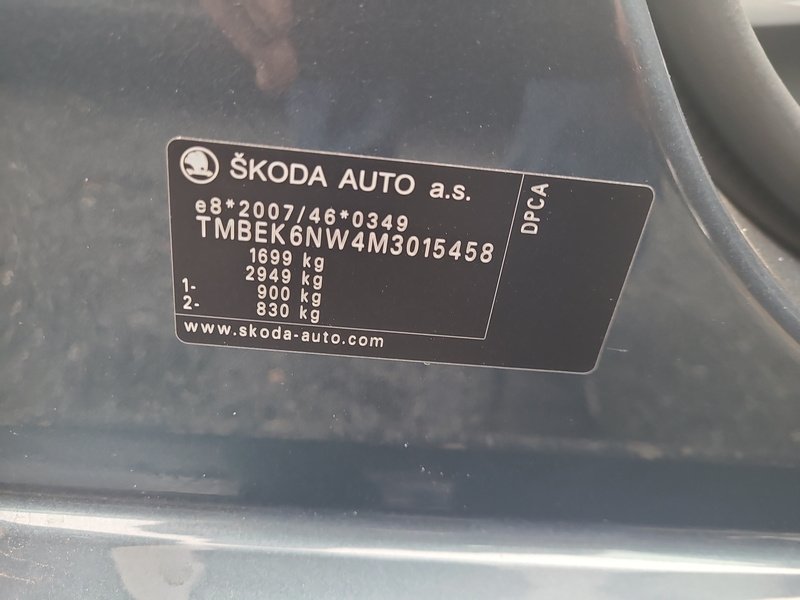 ŠKODA AUTO a.s.
e8*2007/46*0349
TMBEK6NW4M3015458
1699 kg
2949 kg
1- 900 kg
2- 830 kg
www.skoda-auto.com
DPCA